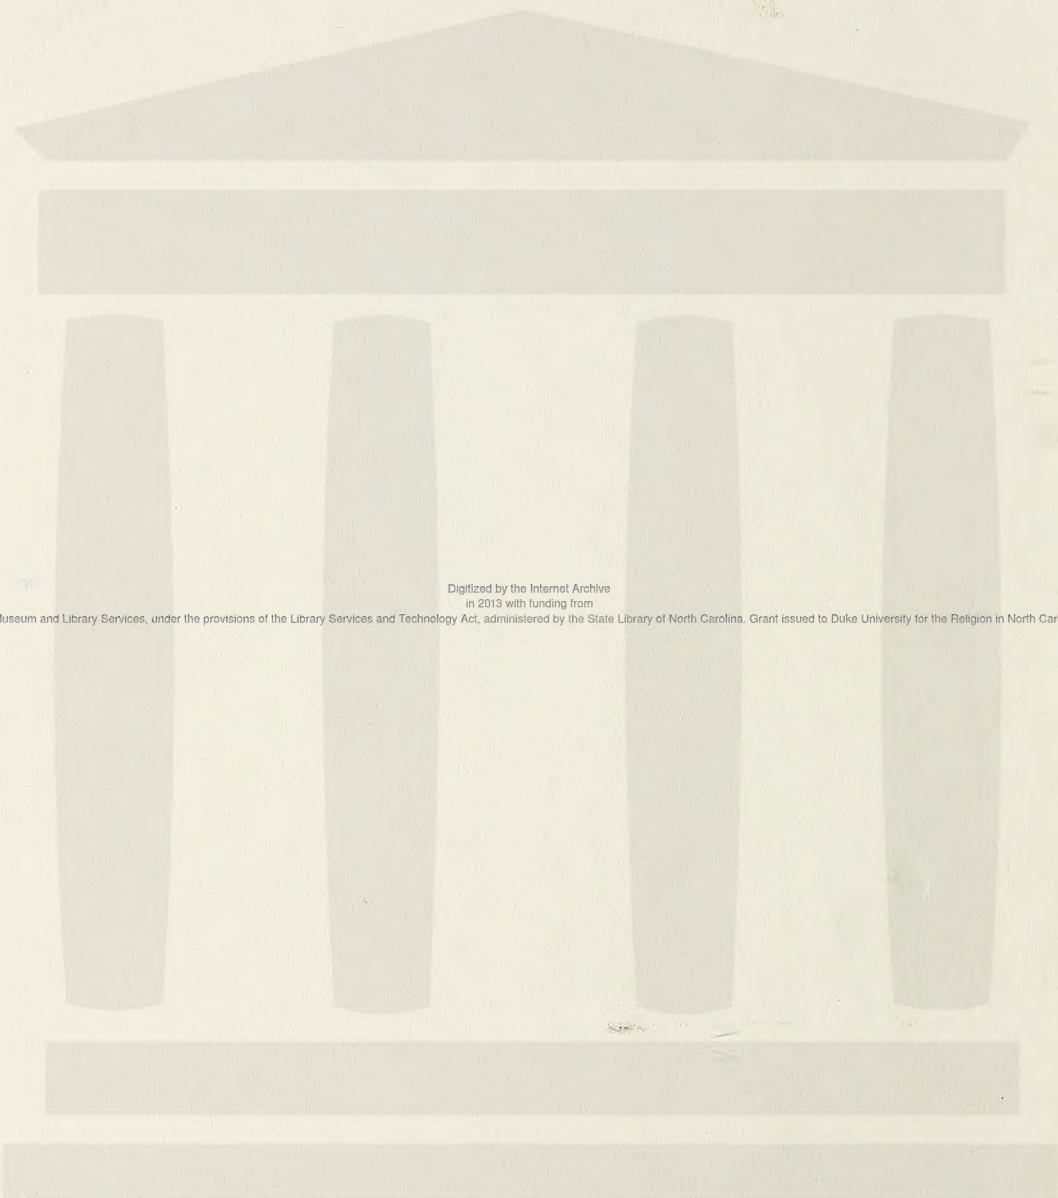 Digitized by the Internet Archive
in 2013 with funding from
useum and Library Services, under the provisions of the Library Services and Technology Act, administered by the State Library of North Carolina. Grant issued to Duke University for the Religion in North Car